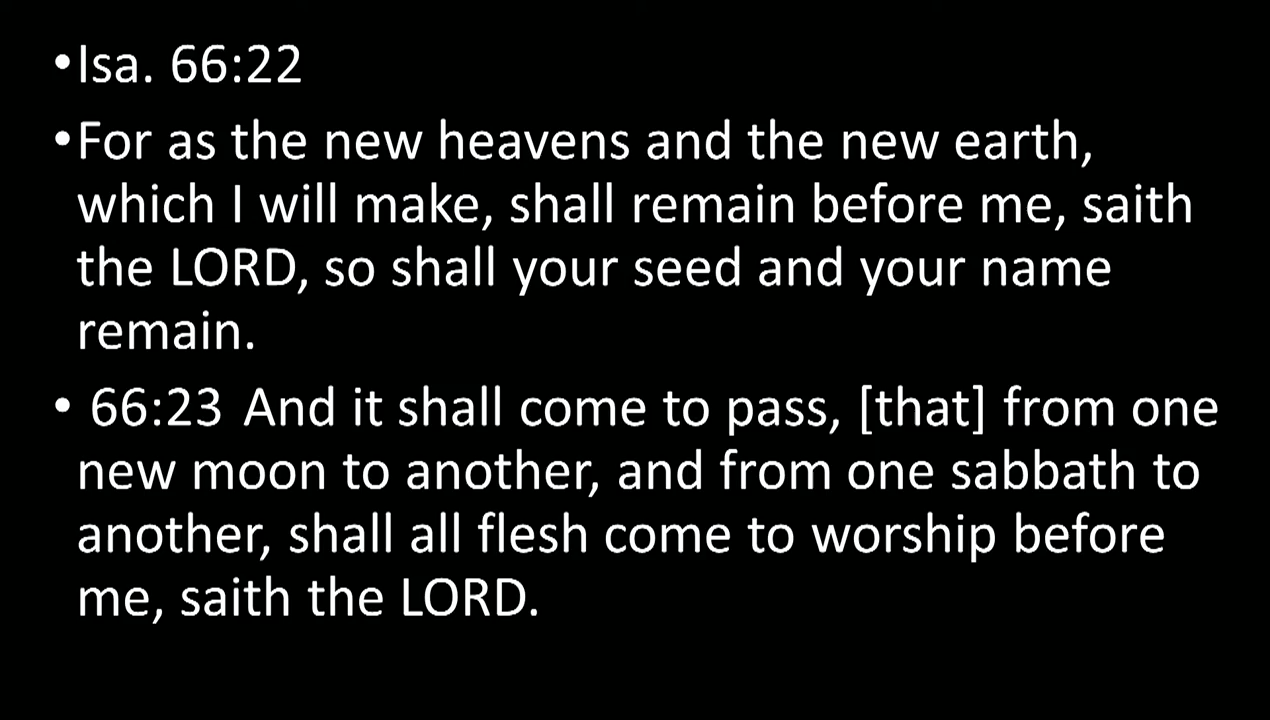 •Isa. 66:22
•For as the new heavens and the new earth,
which I will make, shall remain before me, saith
the LORD, so shall your seed and your name
remain.
• 66:23 And it shall come to pass, [that] from one
new moon to another, and from one sabbath to
another, shall all flesh come to worship before
me, saith the LORD.